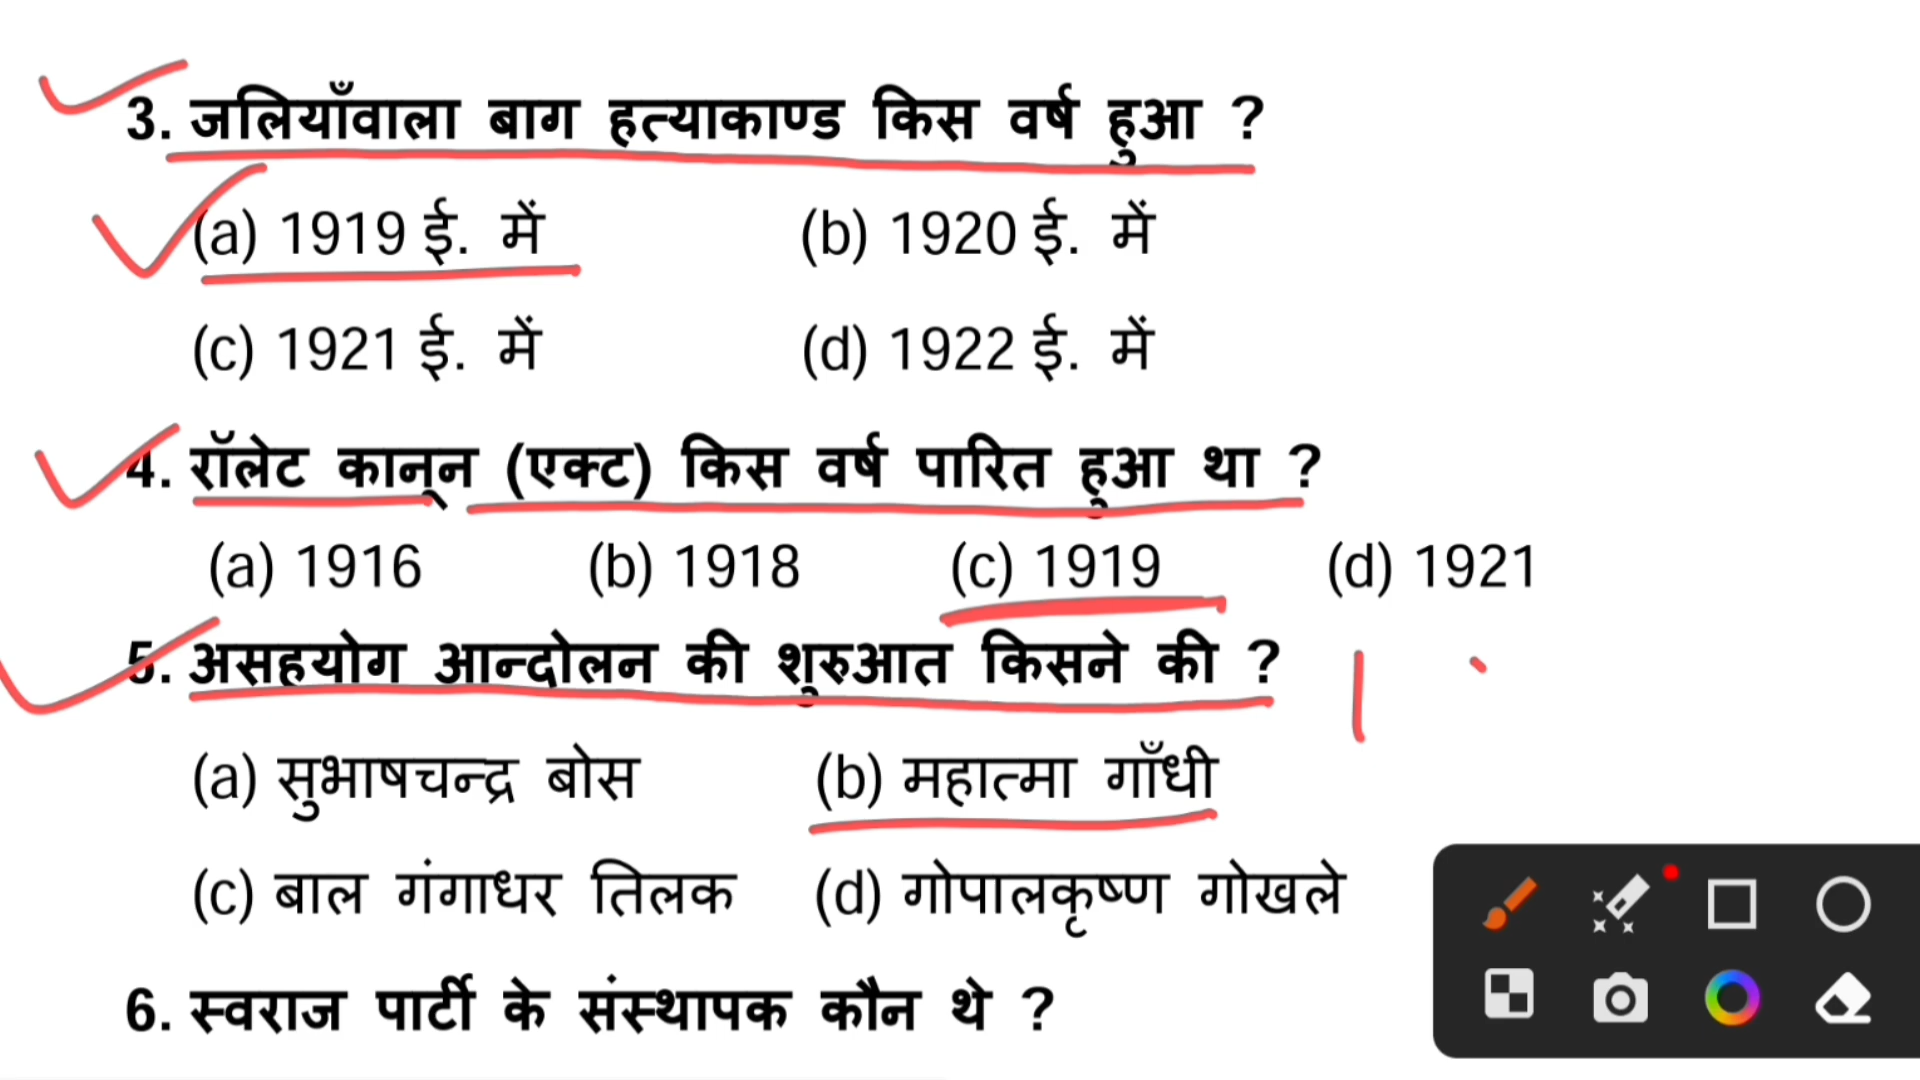 3. जलियाँवाला बाग हत्याकाण्ड किस वर्ष हुआ ?
(a) 1919 ई. में (b) 1920 ई. में
(c) 1921 ई. में (d) 1922 ई. में
4. रॉलेट कानून (एक्ट) किस वर्ष पारित हुआ था ?
(a) 1916 (b) 1918 (c) 1919 (d) 1921
5. असहयोग आन्दोलन की शुरुआत किसने की ?
(a) सुभाषचन्द्र बोस (b) महात्मा गाँधी
(c) बाल गंगाधर तिलक (d) गोपालकृष्ण गोखले
6. स्वराज पार्टी के संस्थापक कौन थे ?